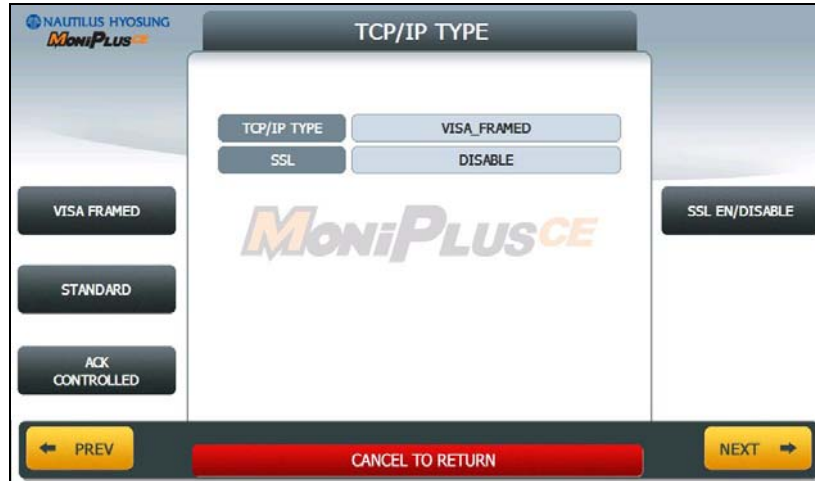 NAUTILUS HYOSUNG
MoniPlusCE
TCP/IP TYPE
TCP/IP TYPE VISA_FRAMED
SSL DISABLE
VISA FRAMED
SSL EN/DISABLE
MoniPlusCE
STANDARD
ACK
CONTROLLED
PREV
CANCEL TO RETURN
NEXT